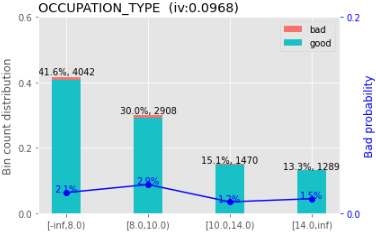 OCCUPATION_TYPE (iv:0.0968)
0.6
0.4
0.2
0.0
Bin count distribution
bad
good
0.2
0.0
Bad probability
41.6%, 4042
30.0%, 2908
15.1%, 1470
13.3%, 1289
2.1%
2.9%
1.2%
1.5%
[-inf,8.0)
[8.0,10.0)
[10.0,14.0)
[14.0,inf)